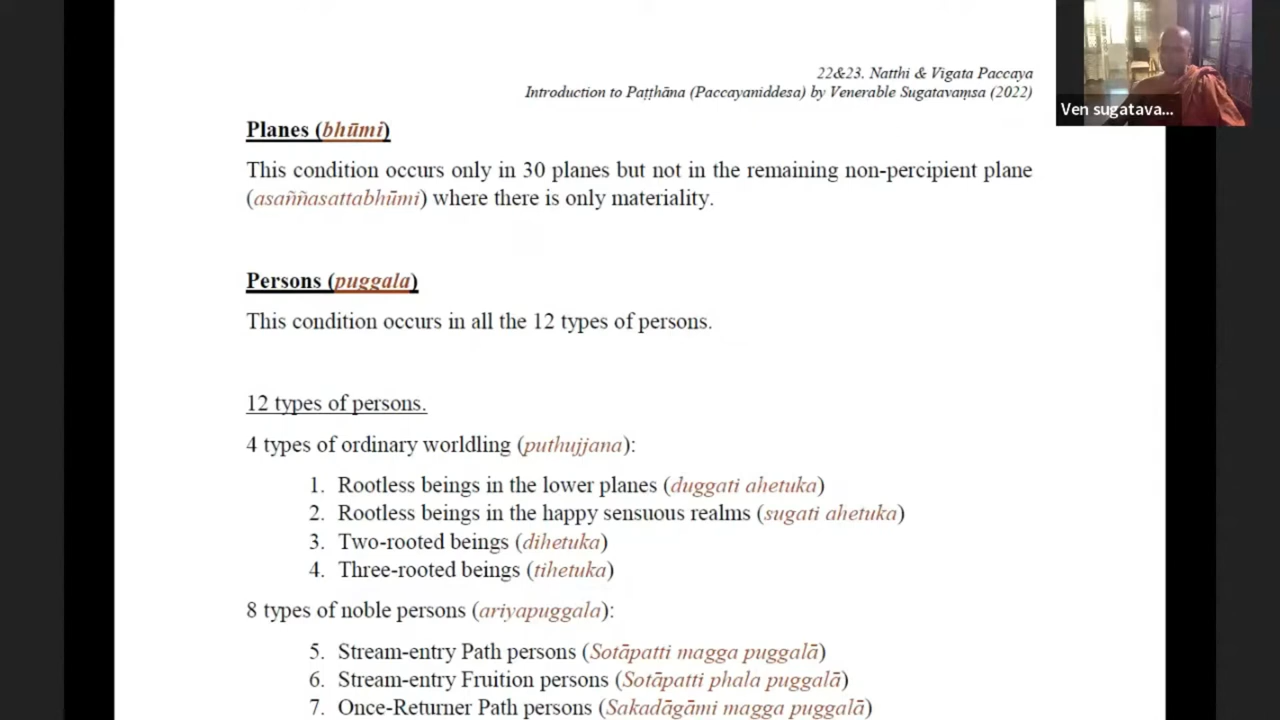 22&23. Natthi & Vigata Paccaya
Introduction to Paṭṭhāna (Paccayaniddesa) by Venerable Sugatavaṃsa (2022)
Ven sugatava...
Planes (bhūmi)
This condition occurs only in 30 planes but not in the remaining non-percipient plane
(asaññasattabhūmi) where there is only materiality.
Persons (puggala)
This condition occurs in all the 12 types of persons.
12 types of persons.
4 types of ordinary worldling (puthujjana):
1. Rootless beings in the lower planes (duggati ahetuka)
2. Rootless beings in the happy sensuous realms (sugati ahetuka)
3. Two-rooted beings (dihetuka)
4. Three-rooted beings (tihetuka)
8 types of noble persons (ariyapuggala):
5. Stream-entry Path persons (Sotāpatti magga puggalā)
6. Stream-entry Fruition persons (Sotāpatti phala puggalā)
7. Once-Returner Path persons (Sakadāgāmi magga puggalā)